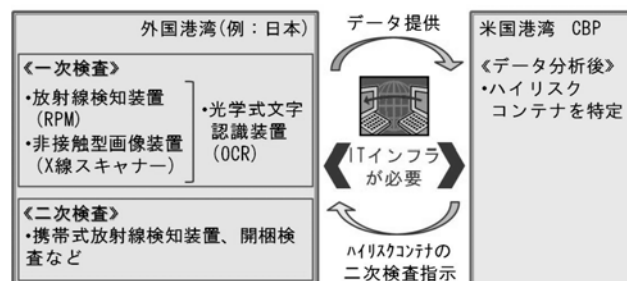 外国港湾(例：日本)
《一次検査》
・放射線検知装置
(RPM)
・非接触型画像装置
(X線スキャナー)
・光学式文字
認識装置
(OCR)
《二次検査》
・携帯式放射線検知装置、開梱検
査など
データ提供
ITインフラ
が必要
ﾊｲﾘｽｸｺﾝﾃﾅの
二次検査指示
米国港湾 CBP
《データ分析後》
・ハイリスク
コンテナを特定